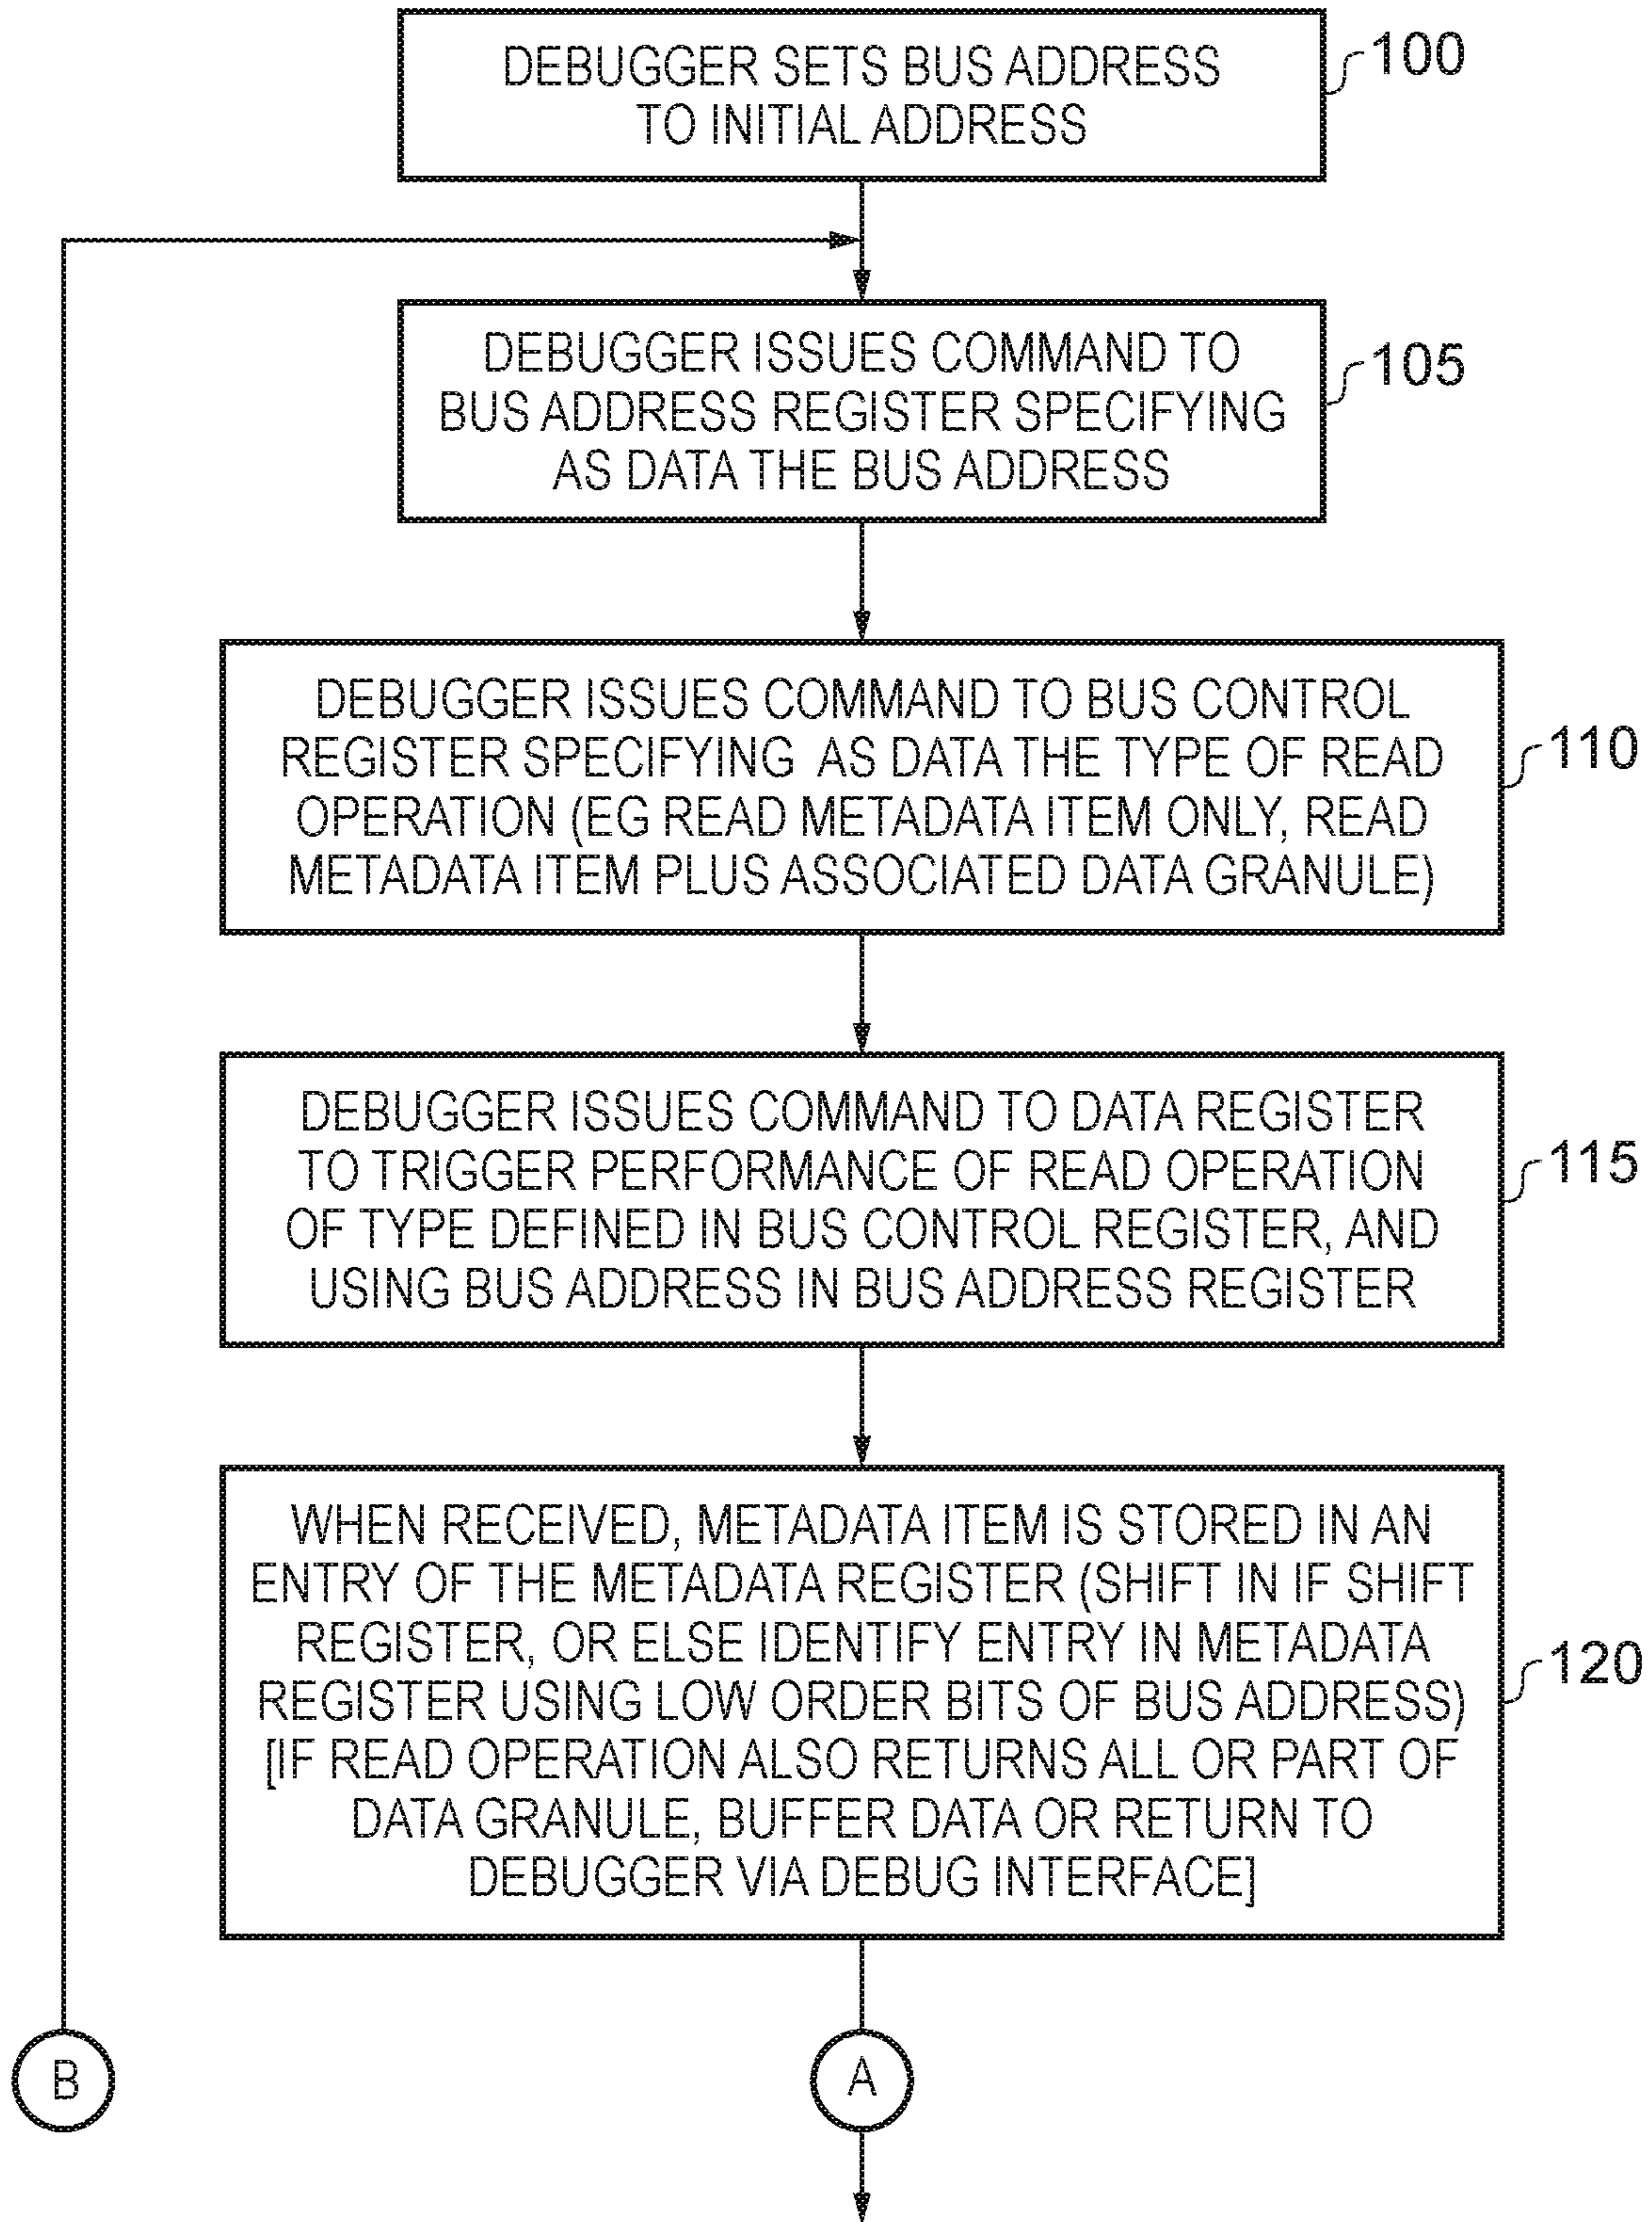 DEBUGGER SETS BUS ADDRESS
TO INITIAL ADDRESS
100
DEBUGGER ISSUES COMMAND TO
BUS ADDRESS REGISTER SPECIFYING
AS DATA THE BUS ADDRESS
105
DEBUGGER ISSUES COMMAND TO BUS CONTROL
REGISTER SPECIFYING AS DATA THE TYPE OF READ
OPERATION (EG READ METADATA ITEM ONLY, READ
METADATA ITEM PLUS ASSOCIATED DATA GRANULE)
110
DEBUGGER ISSUES COMMAND TO DATA REGISTER
TO TRIGGER PERFORMANCE OF READ OPERATION
OF TYPE DEFINED IN BUS CONTROL REGISTER, AND
USING BUS ADDRESS IN BUS ADDRESS REGISTER
115
WHEN RECEIVED, METADATA ITEM IS STORED IN AN
ENTRY OF THE METADATA REGISTER (SHIFT IN IF SHIFT
REGISTER, OR ELSE IDENTIFY ENTRY IN METADATA
REGISTER USING LOW ORDER BITS OF BUS ADDRESS)
[IF READ OPERATION ALSO RETURNS ALL OR PART OF
DATA GRANULE, BUFFER DATA OR RETURN TO
DEBUGGER VIA DEBUG INTERFACE]
120
B
A